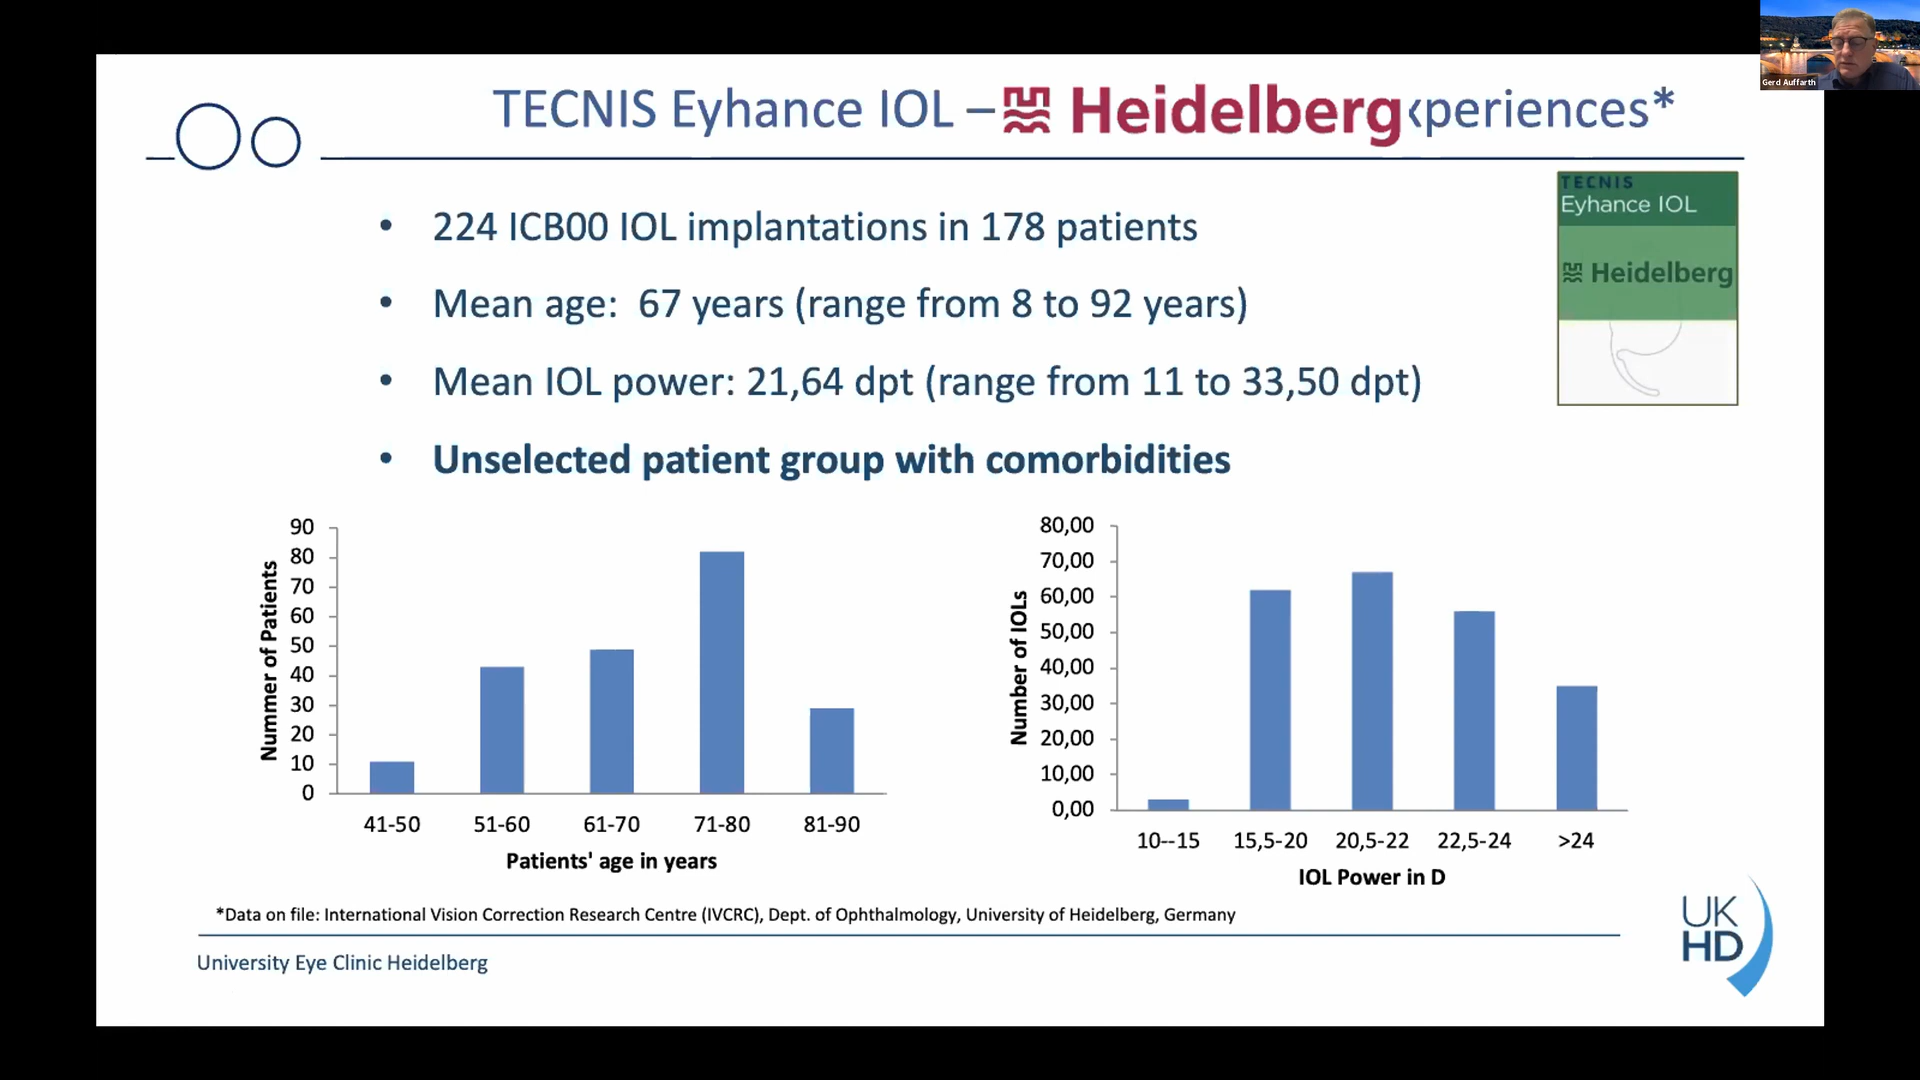 Gerd Auffarth
TECNIS Eyhance IOL – Heidelberg xperiences*
TECNIS
Eyhance IOL
Heidelberg
• 224 ICB00 IOL implantations in 178 patients
• Mean age:  67 years (range from 8 to 92 years)
• Mean IOL power: 21,64 dpt (range from 11 to 33,50 dpt)
• Unselected patient group with comorbidities
90
80
70
60
50
40
30
20
10
0
Nummer of Patients
41-50 51-60 61-70 71-80 81-90
Patients' age in years
80,00
70,00
60,00
50,00
40,00
30,00
20,00
10,00
0,00
Number of IOLs
10--15 15,5-20 20,5-22 22,5-24 >24
IOL Power in D
*Data on file: International Vision Correction Research Centre (IVCRC), Dept. of Ophthalmology, University of Heidelberg, Germany
University Eye Clinic Heidelberg
UK
HD